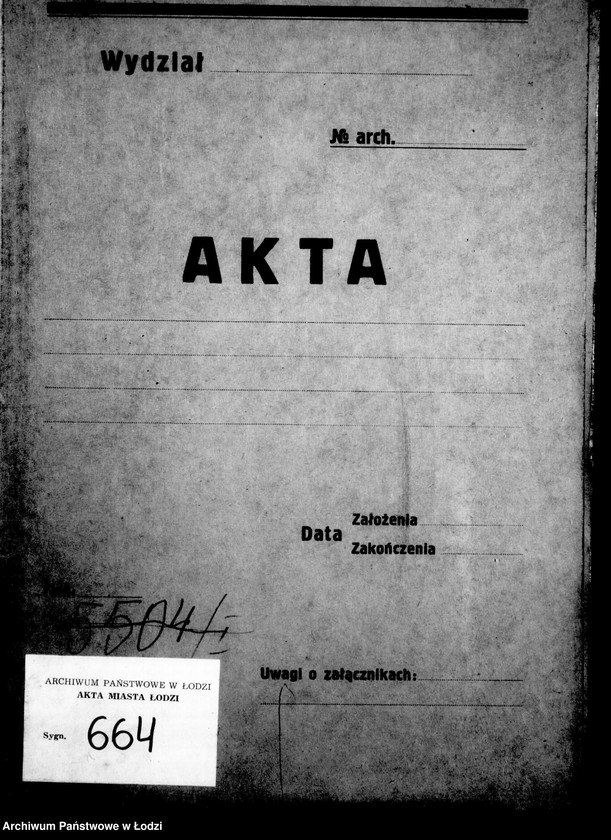 Wydział
№ arch.
AKTA
Data
Założenia
Zakończenia
5504/I
Uwagi o załącznikach:
ARCHIWUM PAŃSTWOWE W ŁODZI
AKTA MIASTA ŁODZI
Sygn. 664
Archiwum Państwowe w Łodzi